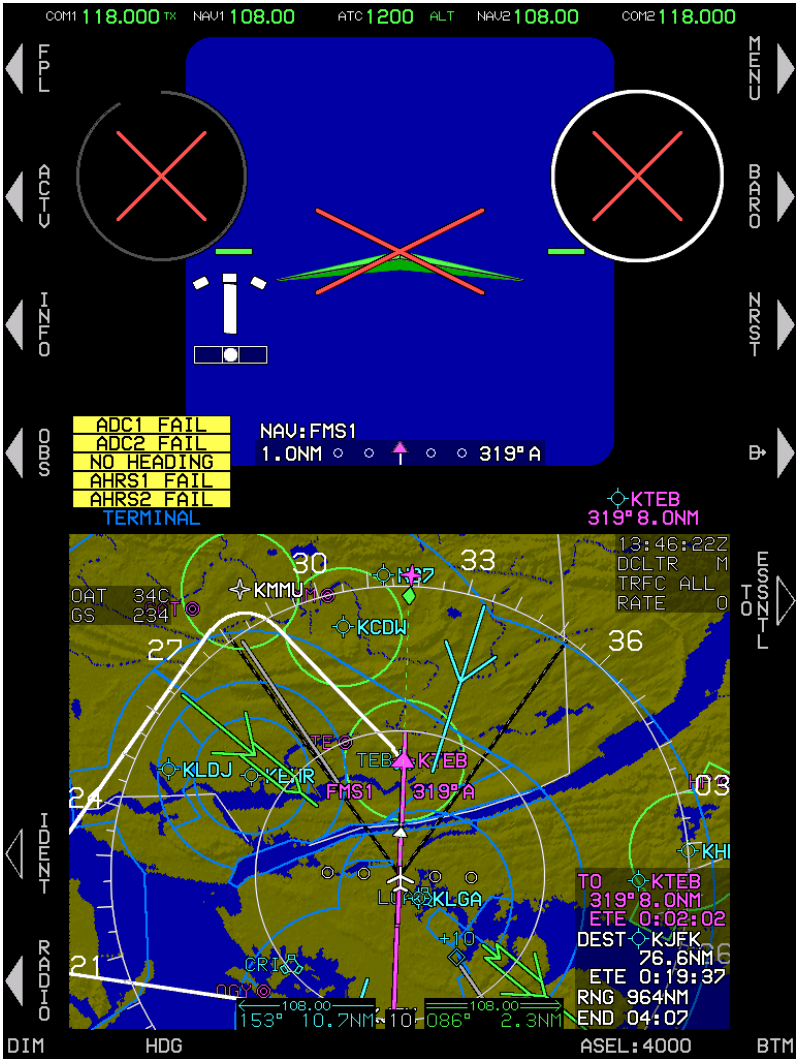 COM1 118.000 TX NAV1 108.00 ATC 1200 ALT NAV2 108.00 COM2 118.000
FPL
MENU
ACTV
BARO
INFO
NRST
OBS
D
ADC1 FAIL
ADC2 FAIL
NO HEADING
AHRS1 FAIL
AHRS2 FAIL
TERMINAL
NAV:FMS1
1.0NM 319° A
KTEB
319° 8.0NM
13:46:22Z
DCLTR M
TRFC ALL
RATE 0
ESSNTL
TO
OAT 34C
GS 234
30
33
KMMU
KCDW
27
36
TE
TEB
KTEB
KLDJ
KEWR
FMS1 319° A
24
03
KLGA
CRI
+10
21
TO KTEB
319° 8.0NM
ETE 0:02:02
DEST KJFK
76.6NM
ETE 0:19:37
RNG 964NM
END 04:07
IDENT
RADIO
108.00
153° 10.7NM
10
108.00
086° 2.3NM
DIM HDG ASEL:4000 BTM